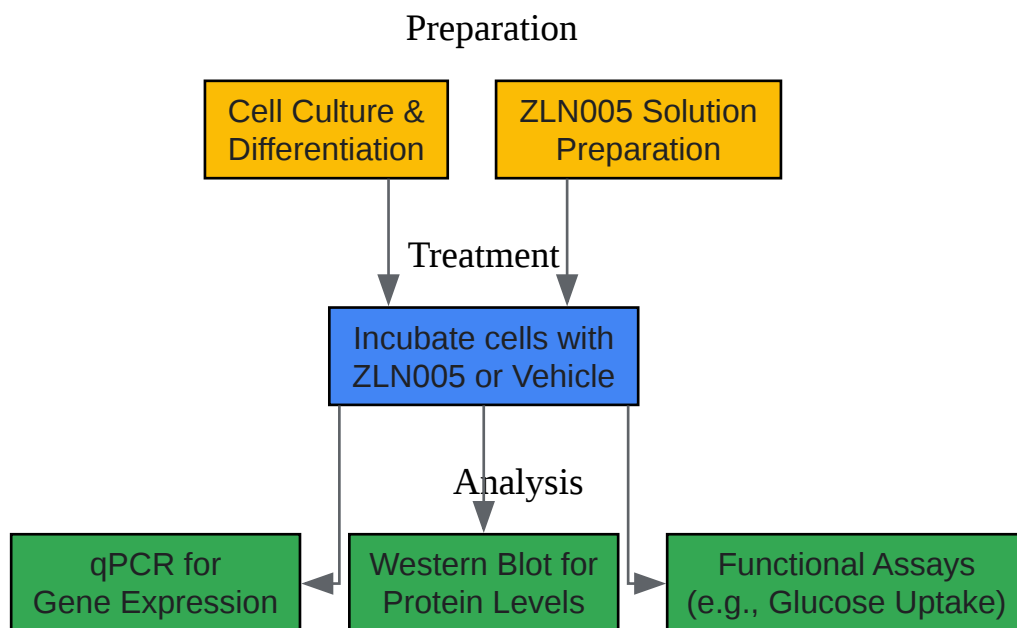 Preparation
Cell Culture &
Differentiation
ZLN005 Solution
Preparation
Treatment
Incubate cells with
ZLN005 or Vehicle
Analysis
qPCR for
Gene Expression
Western Blot for
Protein Levels
Functional Assays
(e.g., Glucose Uptake)